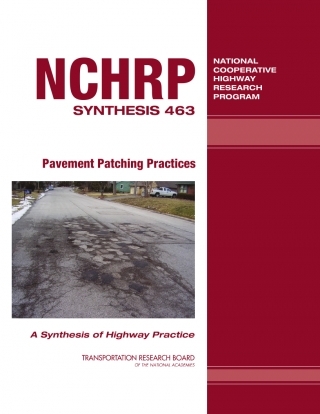 NCHRP
SYNTHESIS 463
NATIONAL
COOPERATIVE
HIGHWAY
RESEARCH
PROGRAM
Pavement Patching Practices
A Synthesis of Highway Practice
TRANSPORTATION RESEARCH BOARD
OF THE NATIONAL ACADEMIES